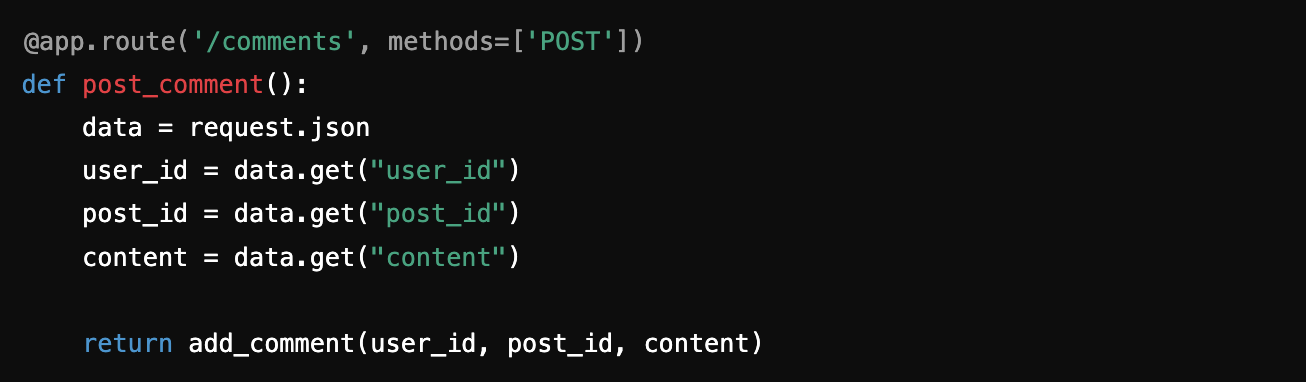 @app.route('/comments', methods=['POST'])
def post_comment():
    data = request.json
    user_id = data.get("user_id")
    post_id = data.get("post_id")
    content = data.get("content")

    return add_comment(user_id, post_id, content)